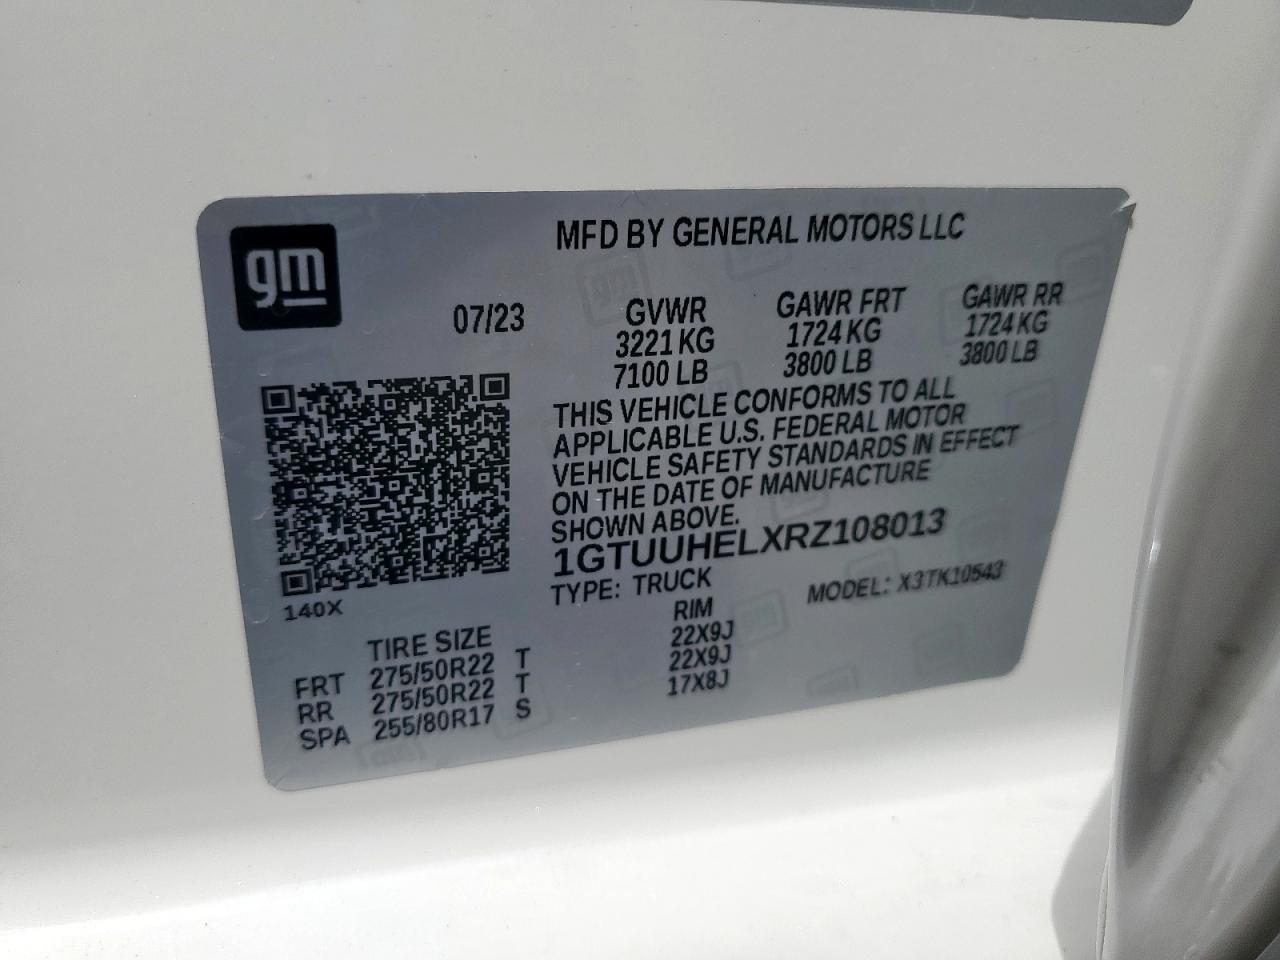 gm
MFD BY GENERAL MOTORS LLC
07/23
GVWR GAWR FRT GAWR RR
3221 KG 1724 KG 1724 KG
7100 LB 3800 LB 3800 LB
THIS VEHICLE CONFORMS TO ALL
APPLICABLE U.S. FEDERAL MOTOR
VEHICLE SAFETY STANDARDS IN EFFECT
ON THE DATE OF MANUFACTURE
SHOWN ABOVE.
1GTUUHELXRZ108013
TYPE: TRUCK MODEL: X3TK10543
140X
TIRE SIZE RIM
FRT 275/50R22 T 22X9J
RR 275/50R22 T 22X9J
SPA 255/80R17 S 17X8J